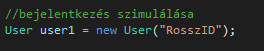 //bejelentkezés szimulálása
User user1 = new User("RosszID");